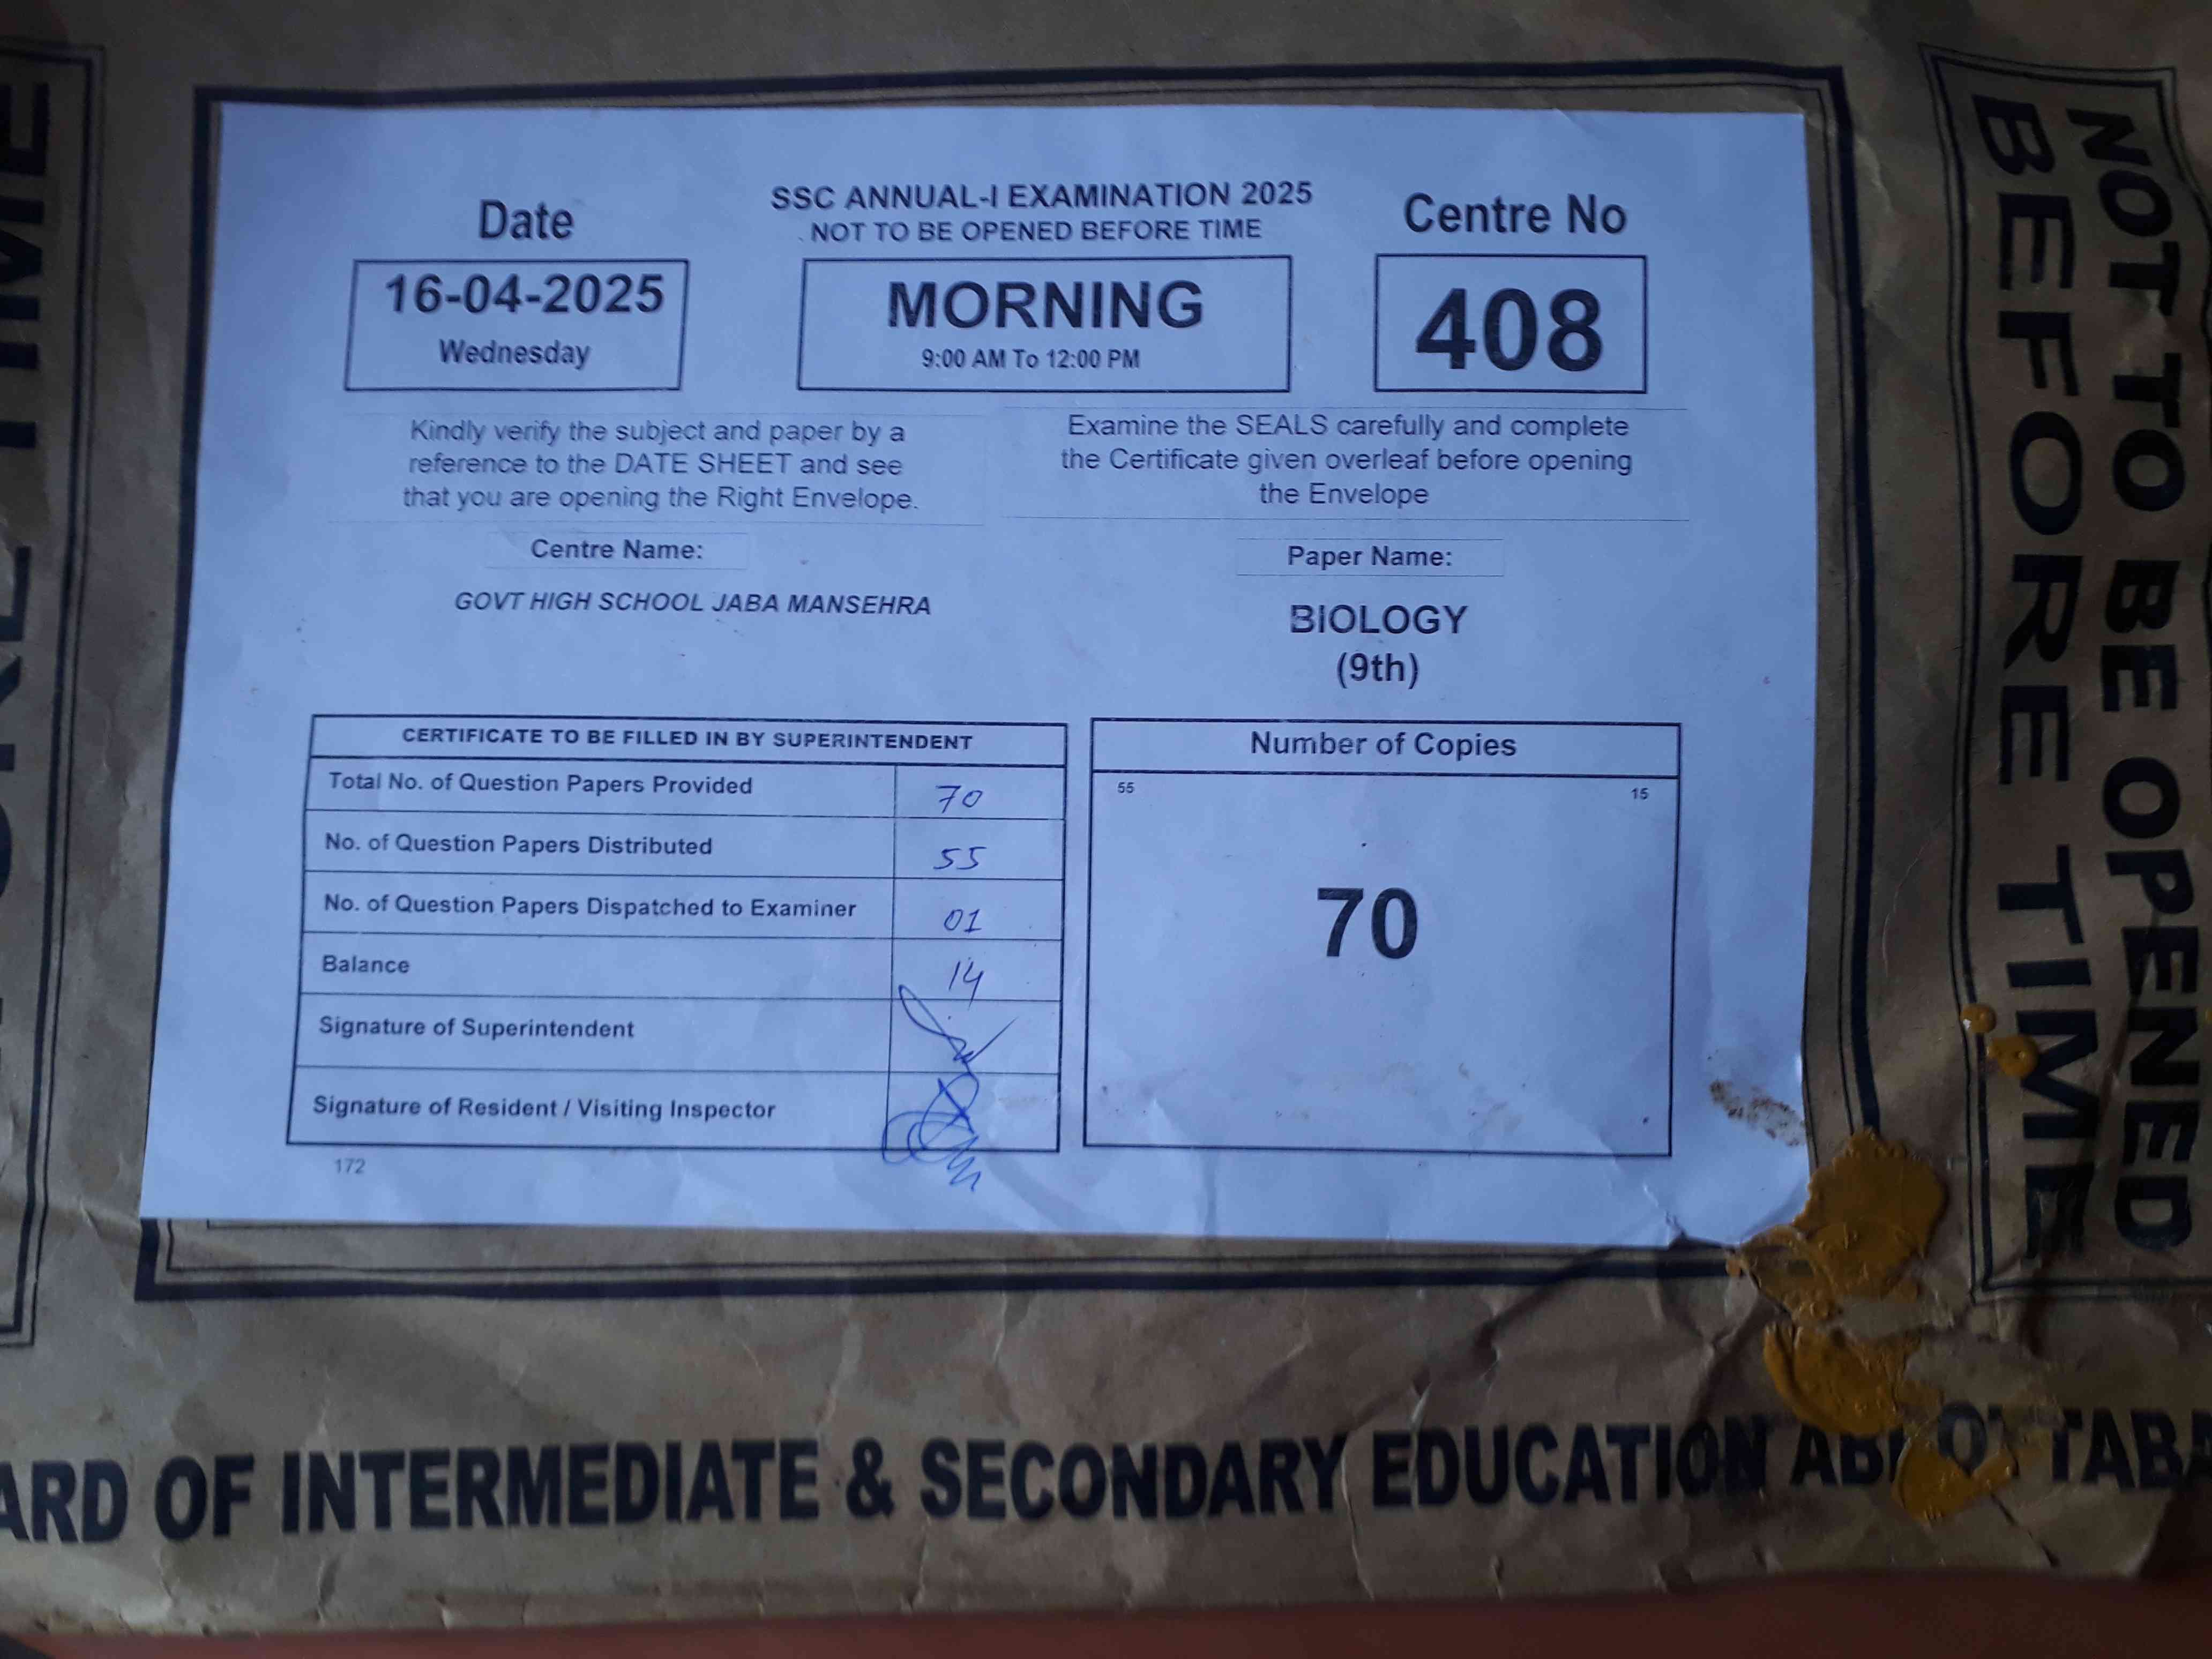 Date
SSC ANNUAL-I EXAMINATION 2025
NOT TO BE OPENED BEFORE TIME
Centre No
16-04-2025
Wednesday
MORNING
9:00 AM To 12:00 PM
408
Kindly verify the subject and paper by a
reference to the DATE SHEET and see
that you are opening the Right Envelope.
Examine the SEALS carefully and complete
the Certificate given overleaf before opening
the Envelope
Centre Name:
GOVT HIGH SCHOOL JABA MANSEHRA
Paper Name:
BIOLOGY
(9th)
CERTIFICATE TO BE FILLED IN BY SUPERINTENDENT
Total No. of Question Papers Provided 70
No. of Question Papers Distributed 55
No. of Question Papers Dispatched to Examiner 01
Balance 14
Signature of Superintendent
Signature of Resident / Visiting Inspector
172
Number of Copies
55 15
70
NOT TO BE OPENED
BEFORE TIME
TIME
ARD OF INTERMEDIATE & SECONDARY EDUCATION